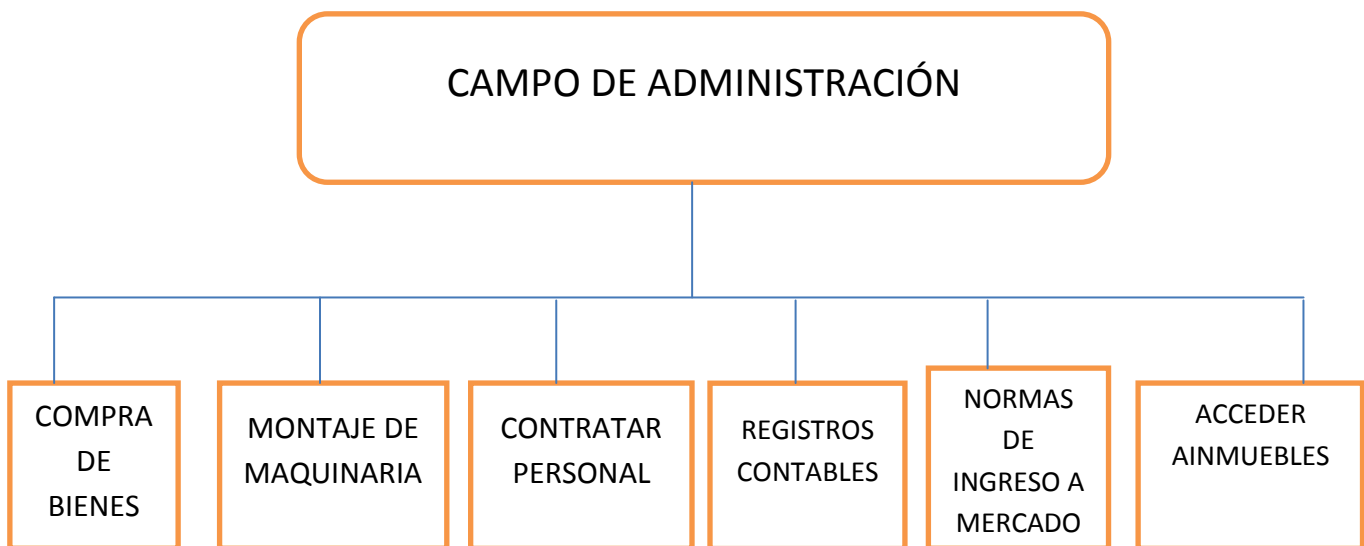 CAMPO DE ADMINISTRACIÓN
COMPRA
DE
BIENES
MONTAJE DE
MAQUINARIA
CONTRATAR
PERSONAL
REGISTROS
CONTABLES
NORMAS
DE
INGRESO A
MERCADO
ACCEDER
AINMUEBLES